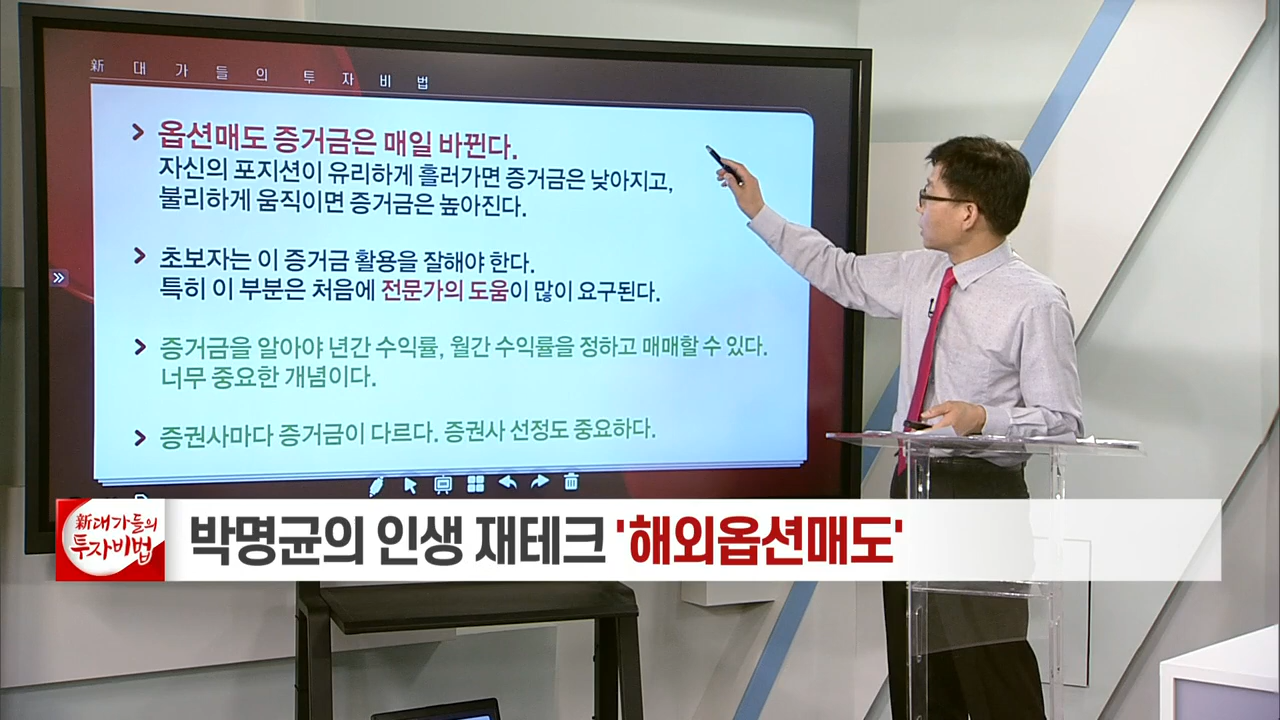 新 대 가 들 의 투 자 비 법
옵션매도 증거금은 매일 바뀐다.
자신의 포지션이 유리하게 흘러가면 증거금은 낮아지고,
불리하게 움직이면 증거금은 높아진다.
초보자는 이 증거금 활용을 잘해야 한다.
특히 이 부분은 처음에 전문가의 도움이 많이 요구된다.
증거금을 알아야 년간 수익률, 월간 수익률을 정하고 매매할 수 있다.
너무 중요한 개념이다.
증권사마다 증거금이 다르다. 증권사 선정도 중요하다.
新대가들의
투자비법
박명균의 인생 재테크 '해외옵션매도'